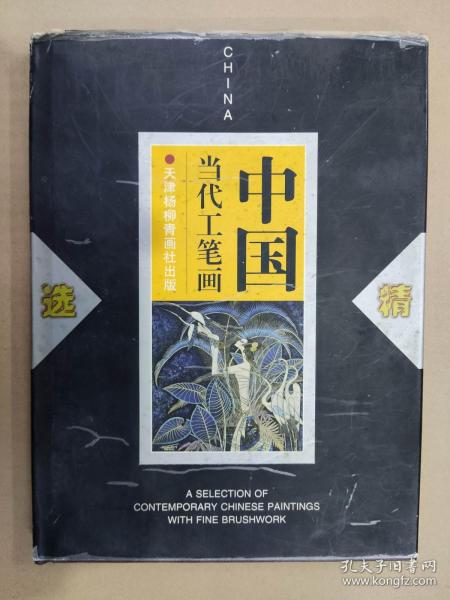 CHINA
中国
当代工笔画
●天津杨柳青画社出版
精
选
A SELECTION OF
CONTEMPORARY CHINESE PAINTINGS
WITH FINE BRUSHWORK
孔夫子旧书网
www.kongfz.com